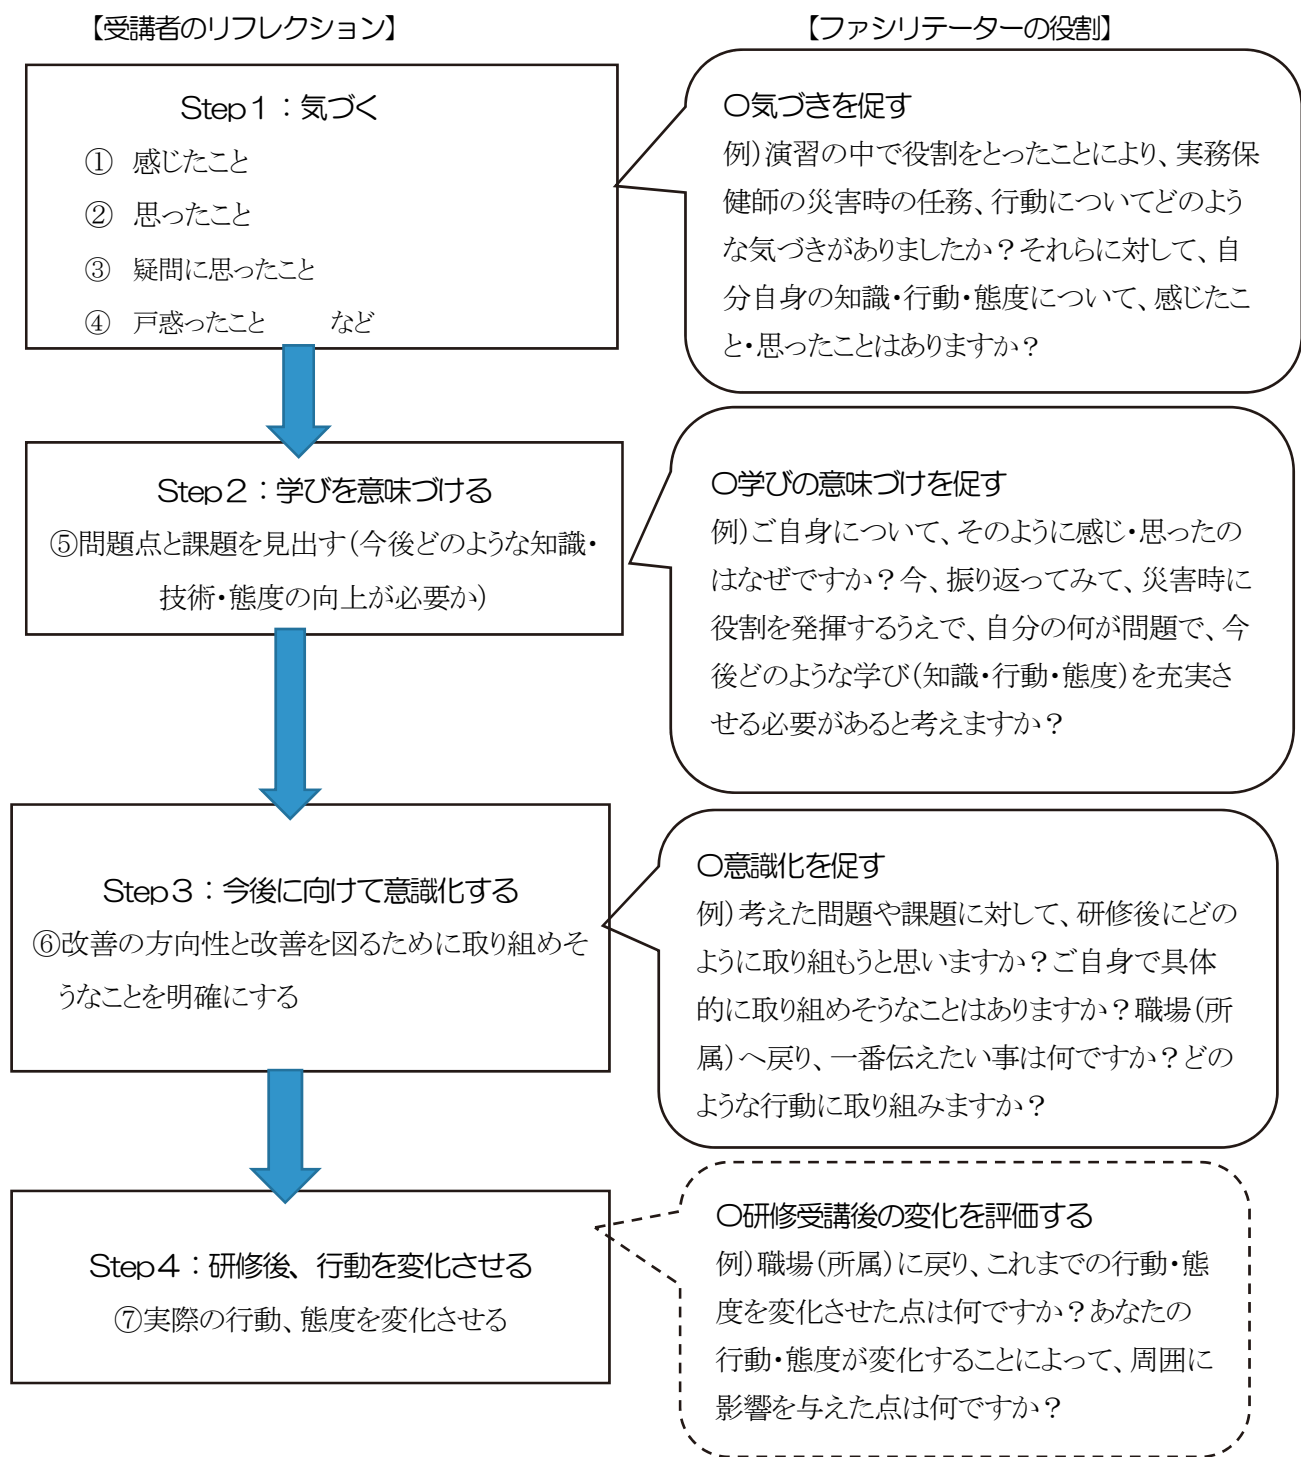 【受講者のリフレクション】
【ファシリテーターの役割】
Step1：気づく
① 感じたこと
② 思ったこと
③ 疑問に思ったこと
④ 戸惑ったこと　　など
〇気づきを促す
例）演習の中で役割をとったことにより、実務保
健師の災害時の任務、行動についてどのよう
な気づきがありましたか？それらに対して、自
分自身の知識・行動・態度について、感じたこ
と・思ったことはありますか？
Step2：学びを意味づける
⑤問題点と課題を見出す（今後どのような知識・
技術・態度の向上が必要か）
〇学びの意味づけを促す
例）ご自身について、そのように感じ・思ったの
はなぜですか？今、振り返ってみて、災害時に
役割を発揮するうえで、自分の何が問題で、今
後どのような学び（知識・行動・態度）を充実さ
せる必要があると考えますか？
Step3：今後に向けて意識化する
⑥改善の方向性と改善を図るために取り組めそ
うなことを明確にする
〇意識化を促す
例）考えた問題や課題に対して、研修後にどの
ように取り組もうと思いますか？ご自身で具体
的に取り組めそうなことはありますか？職場（所
属）へ戻り、一番伝えたい事は何ですか？どの
ような行動に取り組みますか？
Step4：研修後、行動を変化させる
⑦実際の行動、態度を変化させる
〇研修受講後の変化を評価する
例）職場（所属）に戻り、これまでの行動・態
度を変化させた点は何ですか？あなたの
行動・態度が変化することによって、周囲に
影響を与えた点は何ですか？